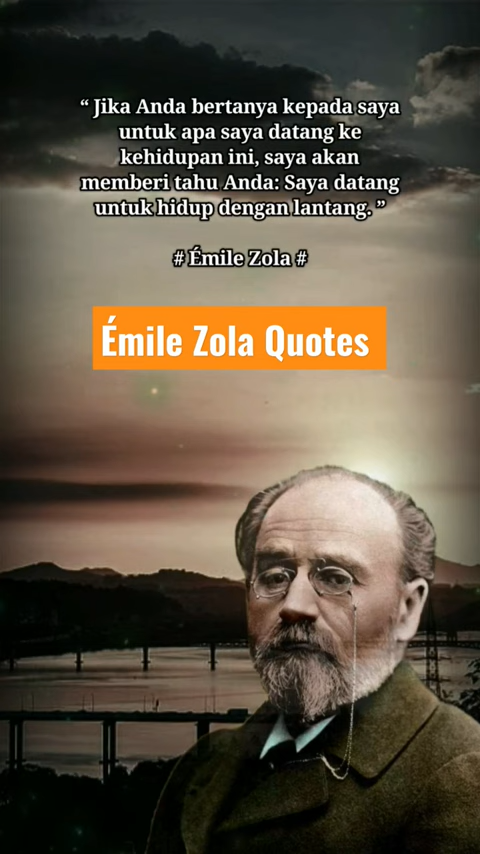 “ Jika Anda bertanya kepada saya
untuk apa saya datang ke
kehidupan ini, saya akan
memberi tahu Anda: Saya datang
untuk hidup dengan lantang. ”
# Émile Zola #
Émile Zola Quotes